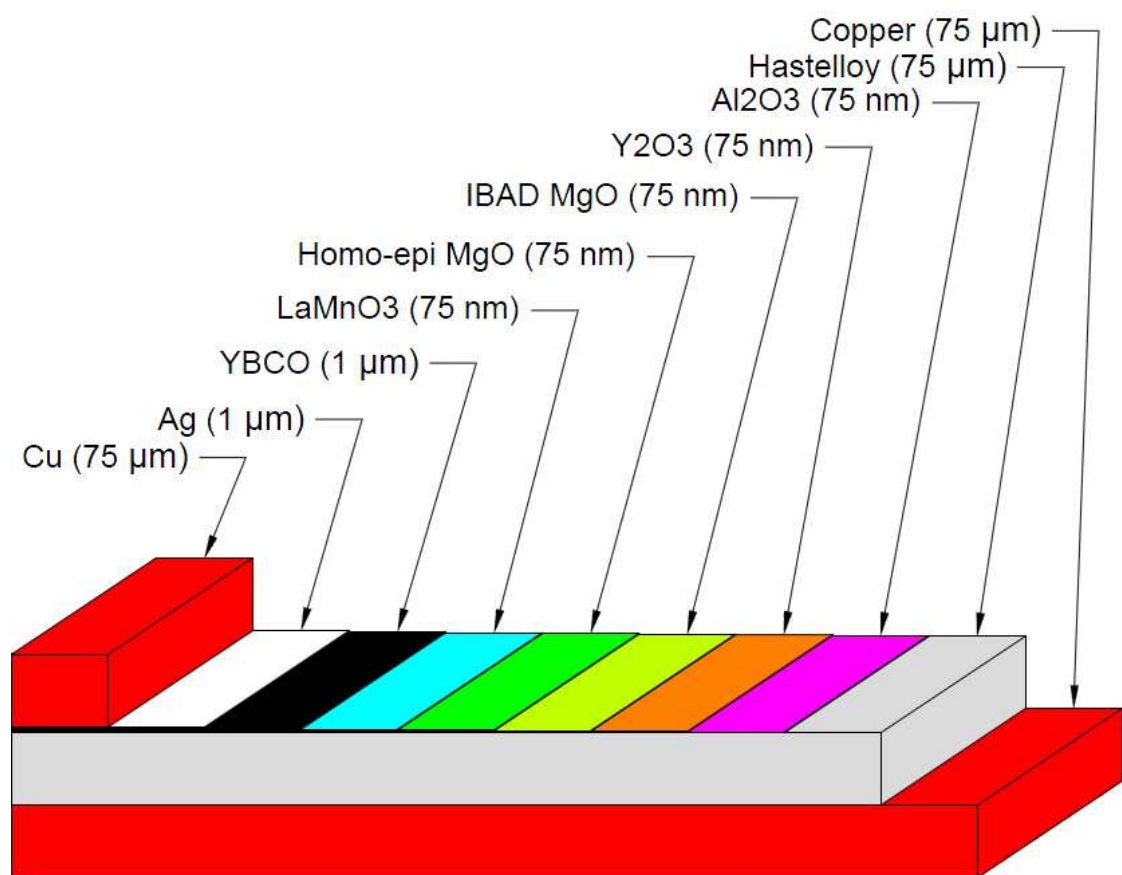 Copper (75 μm)
Hastelloy (75 μm)
Al2O3 (75 nm)
Y2O3 (75 nm)
IBAD MgO (75 nm)
Homo-epi MgO (75 nm)
LaMnO3 (75 nm)
YBCO (1 μm)
Ag (1 μm)
Cu (75 μm)